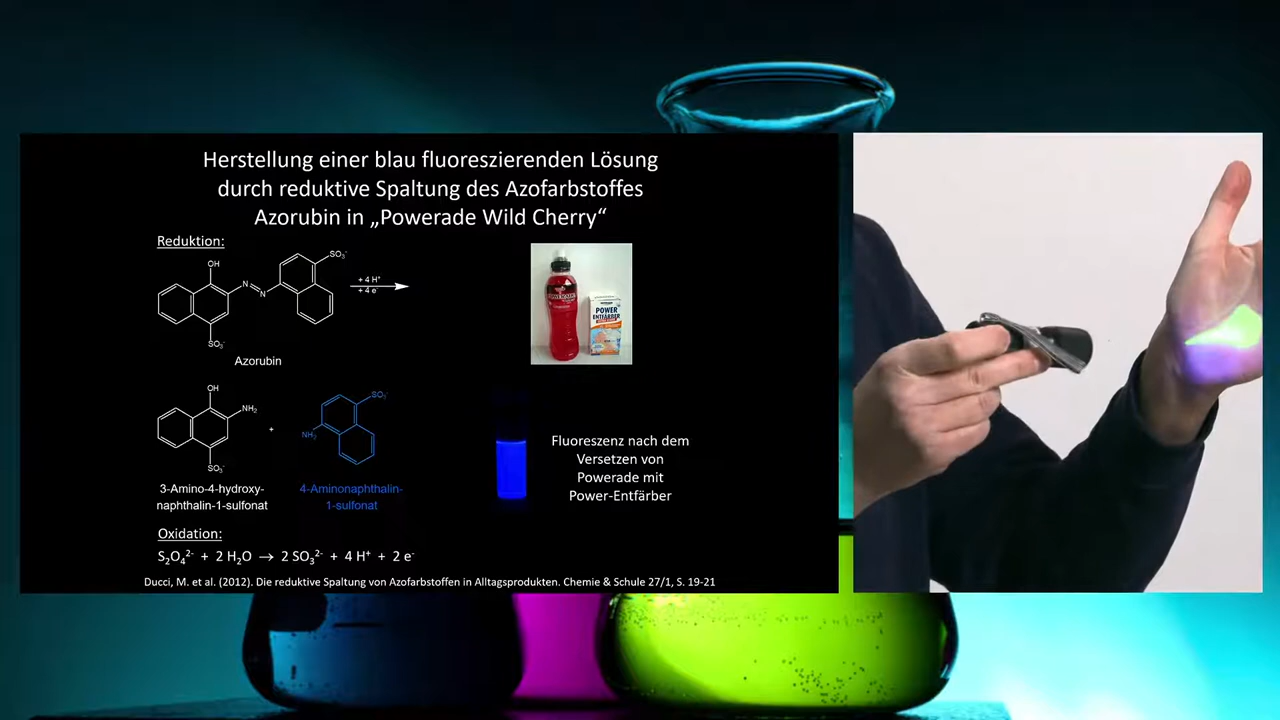 Herstellung einer blau fluoreszierenden Lösung
durch reduktive Spaltung des Azofarbstoffes
Azorubin in „Powerade Wild Cherry“
Reduktion:
OH
SO₃⁻
N
N
+ 4 H⁺
+ 4 e⁻
SO₃⁻
Azorubin
POWER
ENTFÄRBER
OH
NH₂
+
SO₃⁻
SO₃⁻
NH₂
3-Amino-4-hydroxy-
naphthalin-1-sulfonat
4-Aminonaphthalin-
1-sulfonat
Fluoreszenz nach dem
Versetzen von
Powerade mit
Power-Entfärber
Oxidation:
S₂O₄²⁻ + 2 H₂O → 2 SO₃²⁻ + 4 H⁺ + 2 e⁻
Ducci, M. et al. (2012). Die reduktive Spaltung von Azofarbstoffen in Alltagsprodukten. Chemie & Schule 27/1, S. 19-21